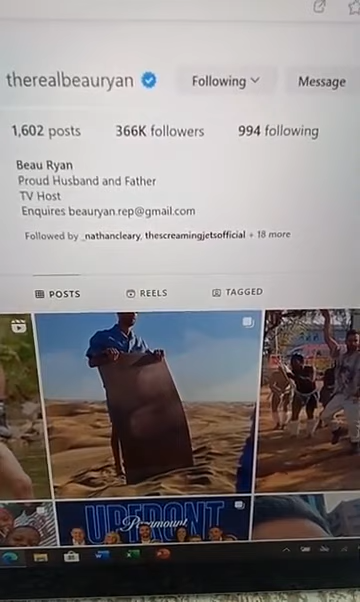 therealbeauryan Following Message
1,602 posts 366K followers 994 following
Beau Ryan
Proud Husband and Father
TV Host
Enquires beauryan.rep@gmail.com
Followed by _nathancleary, thescreamingjetsofficial + 18 more
POSTS REELS TAGGED
UPFRONT
Paramount